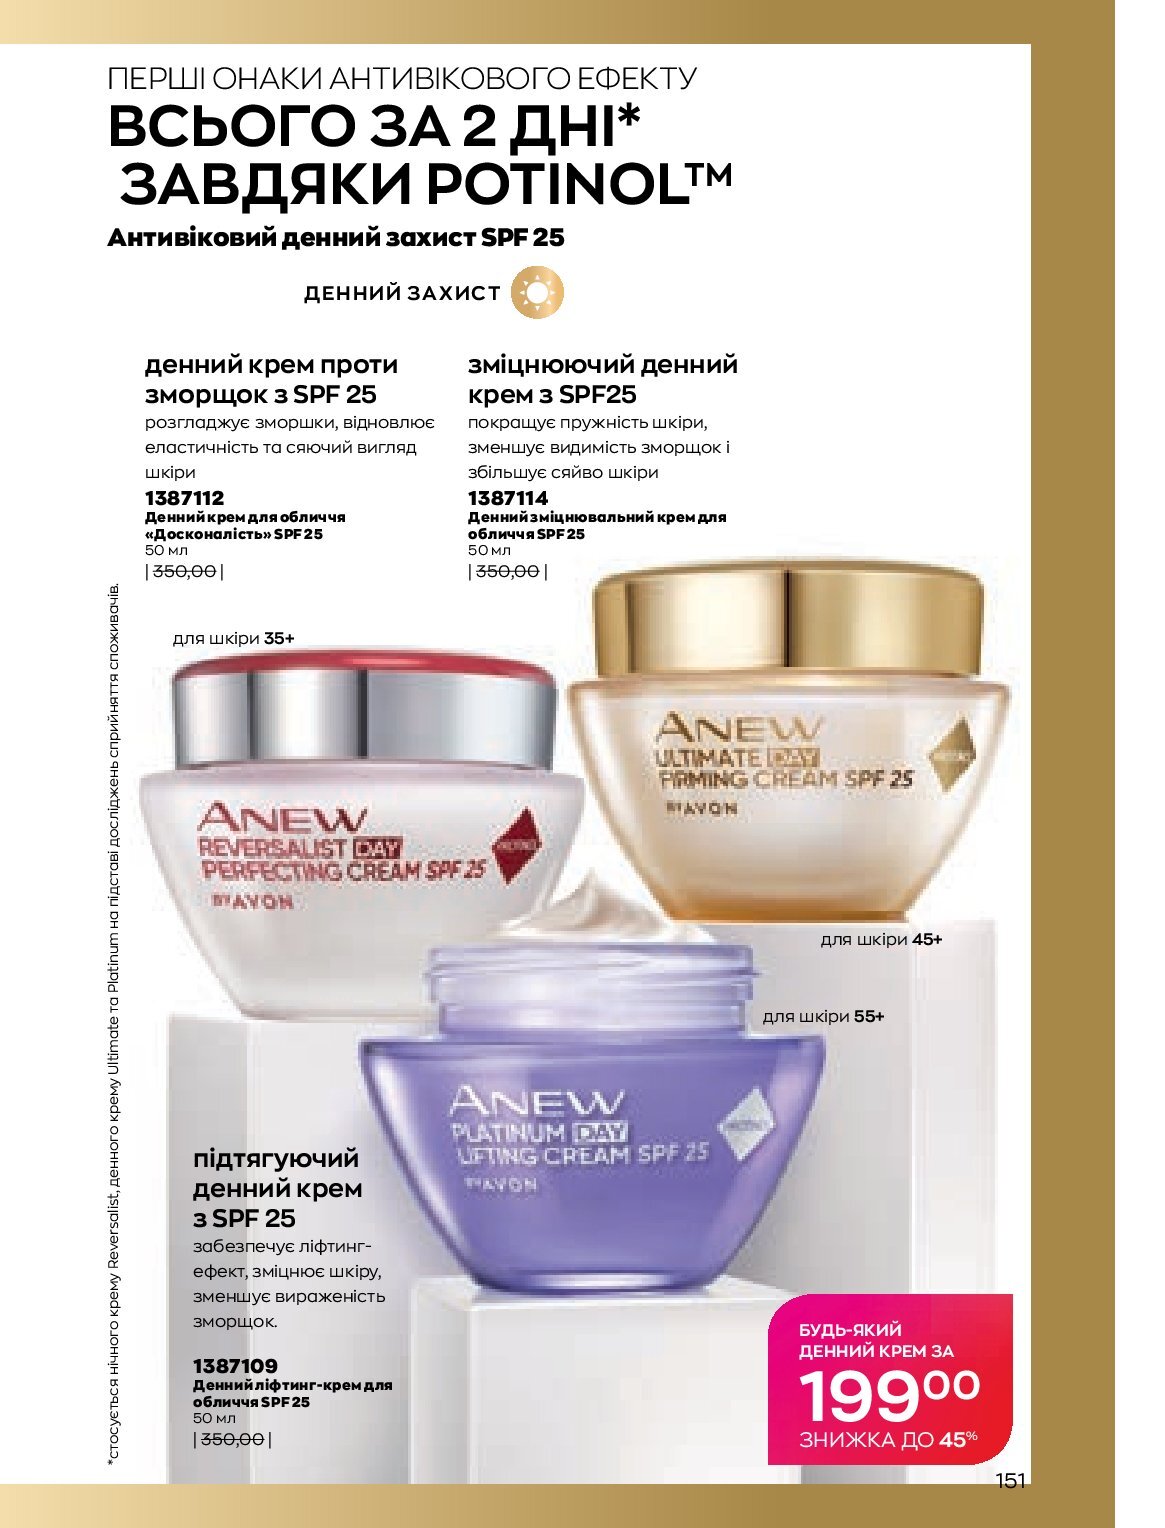 ПЕРШІ ОНАКИ АНТИВІКОВОГО ЕФЕКТУ
ВСЬОГО ЗА 2 ДНІ*
ЗАВДЯКИ POTINOL™
Антивіковий денний захист SPF 25
ДЕННИЙ ЗАХИСТ
денний крем проти
зморщок з SPF 25
розгладжує зморшки, відновлює
еластичність та сяючий вигляд
шкіри
1387112
Денний крем для обличчя
«Досконалість» SPF 25
50 мл
| 350,00 |
зміцнюючий денний
крем з SPF25
покращує пружність шкіри,
зменшує видимість зморщок і
збільшує сяйво шкіри
1387114
Денний зміцнювальний крем для
обличчя SPF 25
50 мл
| 350,00 |
для шкіри 35+
ANEW
REVERSALIST DAY
PERFECTING CREAM SPF 25
BY AVON
ANEW
ULTIMATE DAY
FIRMING CREAM SPF 25
BY AVON
для шкіри 45+
для шкіри 55+
ANEW
PLATINUM DAY
LIFTING CREAM SPF 25
BY AVON
підтягуючий
денний крем
з SPF 25
забезпечує ліфтинг-
ефект, зміцнює шкіру,
зменшує вираженість
зморщок.
1387109
Денний ліфтинг-крем для
обличчя SPF 25
50 мл
| 350,00 |
БУДЬ-ЯКИЙ
ДЕННИЙ КРЕМ ЗА
199⁰⁰
ЗНИЖКА ДО 45%
*стосується нічного крему Reversalist, денного крему Ultimate та Platinum на підставі досліджень сприйняття споживачів.
151